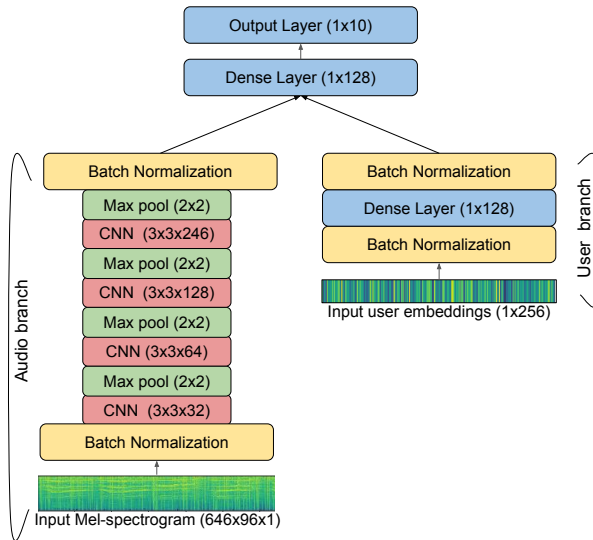 Output Layer (1x10)
Dense Layer (1x128)
Audio branch
Batch Normalization
Max pool (2x2)
CNN (3x3x246)
Max pool (2x2)
CNN (3x3x128)
Max pool (2x2)
CNN (3x3x64)
Max pool (2x2)
CNN (3x3x32)
Batch Normalization
Input Mel-spectrogram (646x96x1)
Batch Normalization
Dense Layer (1x128)
Batch Normalization
Input user embeddings (1x256)
User branch